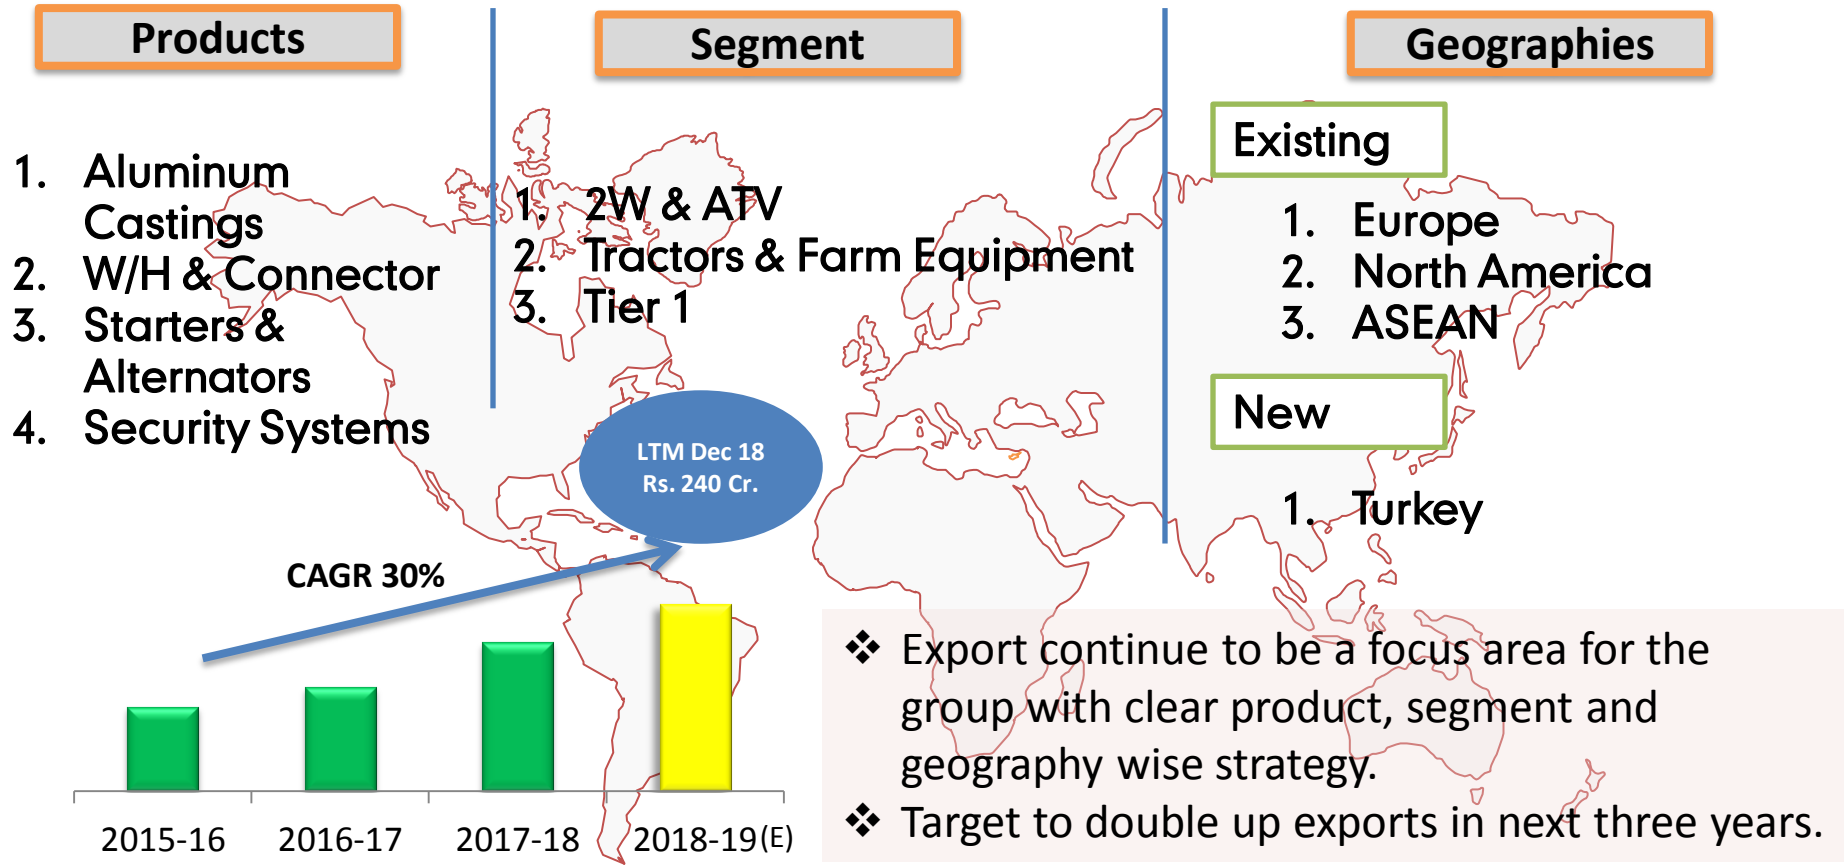 Products
1. Aluminum
Castings
2. W/H & Connector
3. Starters &
Alternators
4. Security Systems
Segment
1. 2W & ATV
2. Tractors & Farm Equipment
3. Tier 1
Geographies
Existing
1. Europe
2. North America
3. ASEAN
New
1. Turkey
LTM Dec 18
Rs. 240 Cr.
CAGR 30%
2015-16 2016-17 2017-18 2018-19 (E)
❖ Export continue to be a focus area for the
group with clear product, segment and
geography wise strategy.
❖ Target to double up exports in next three years.